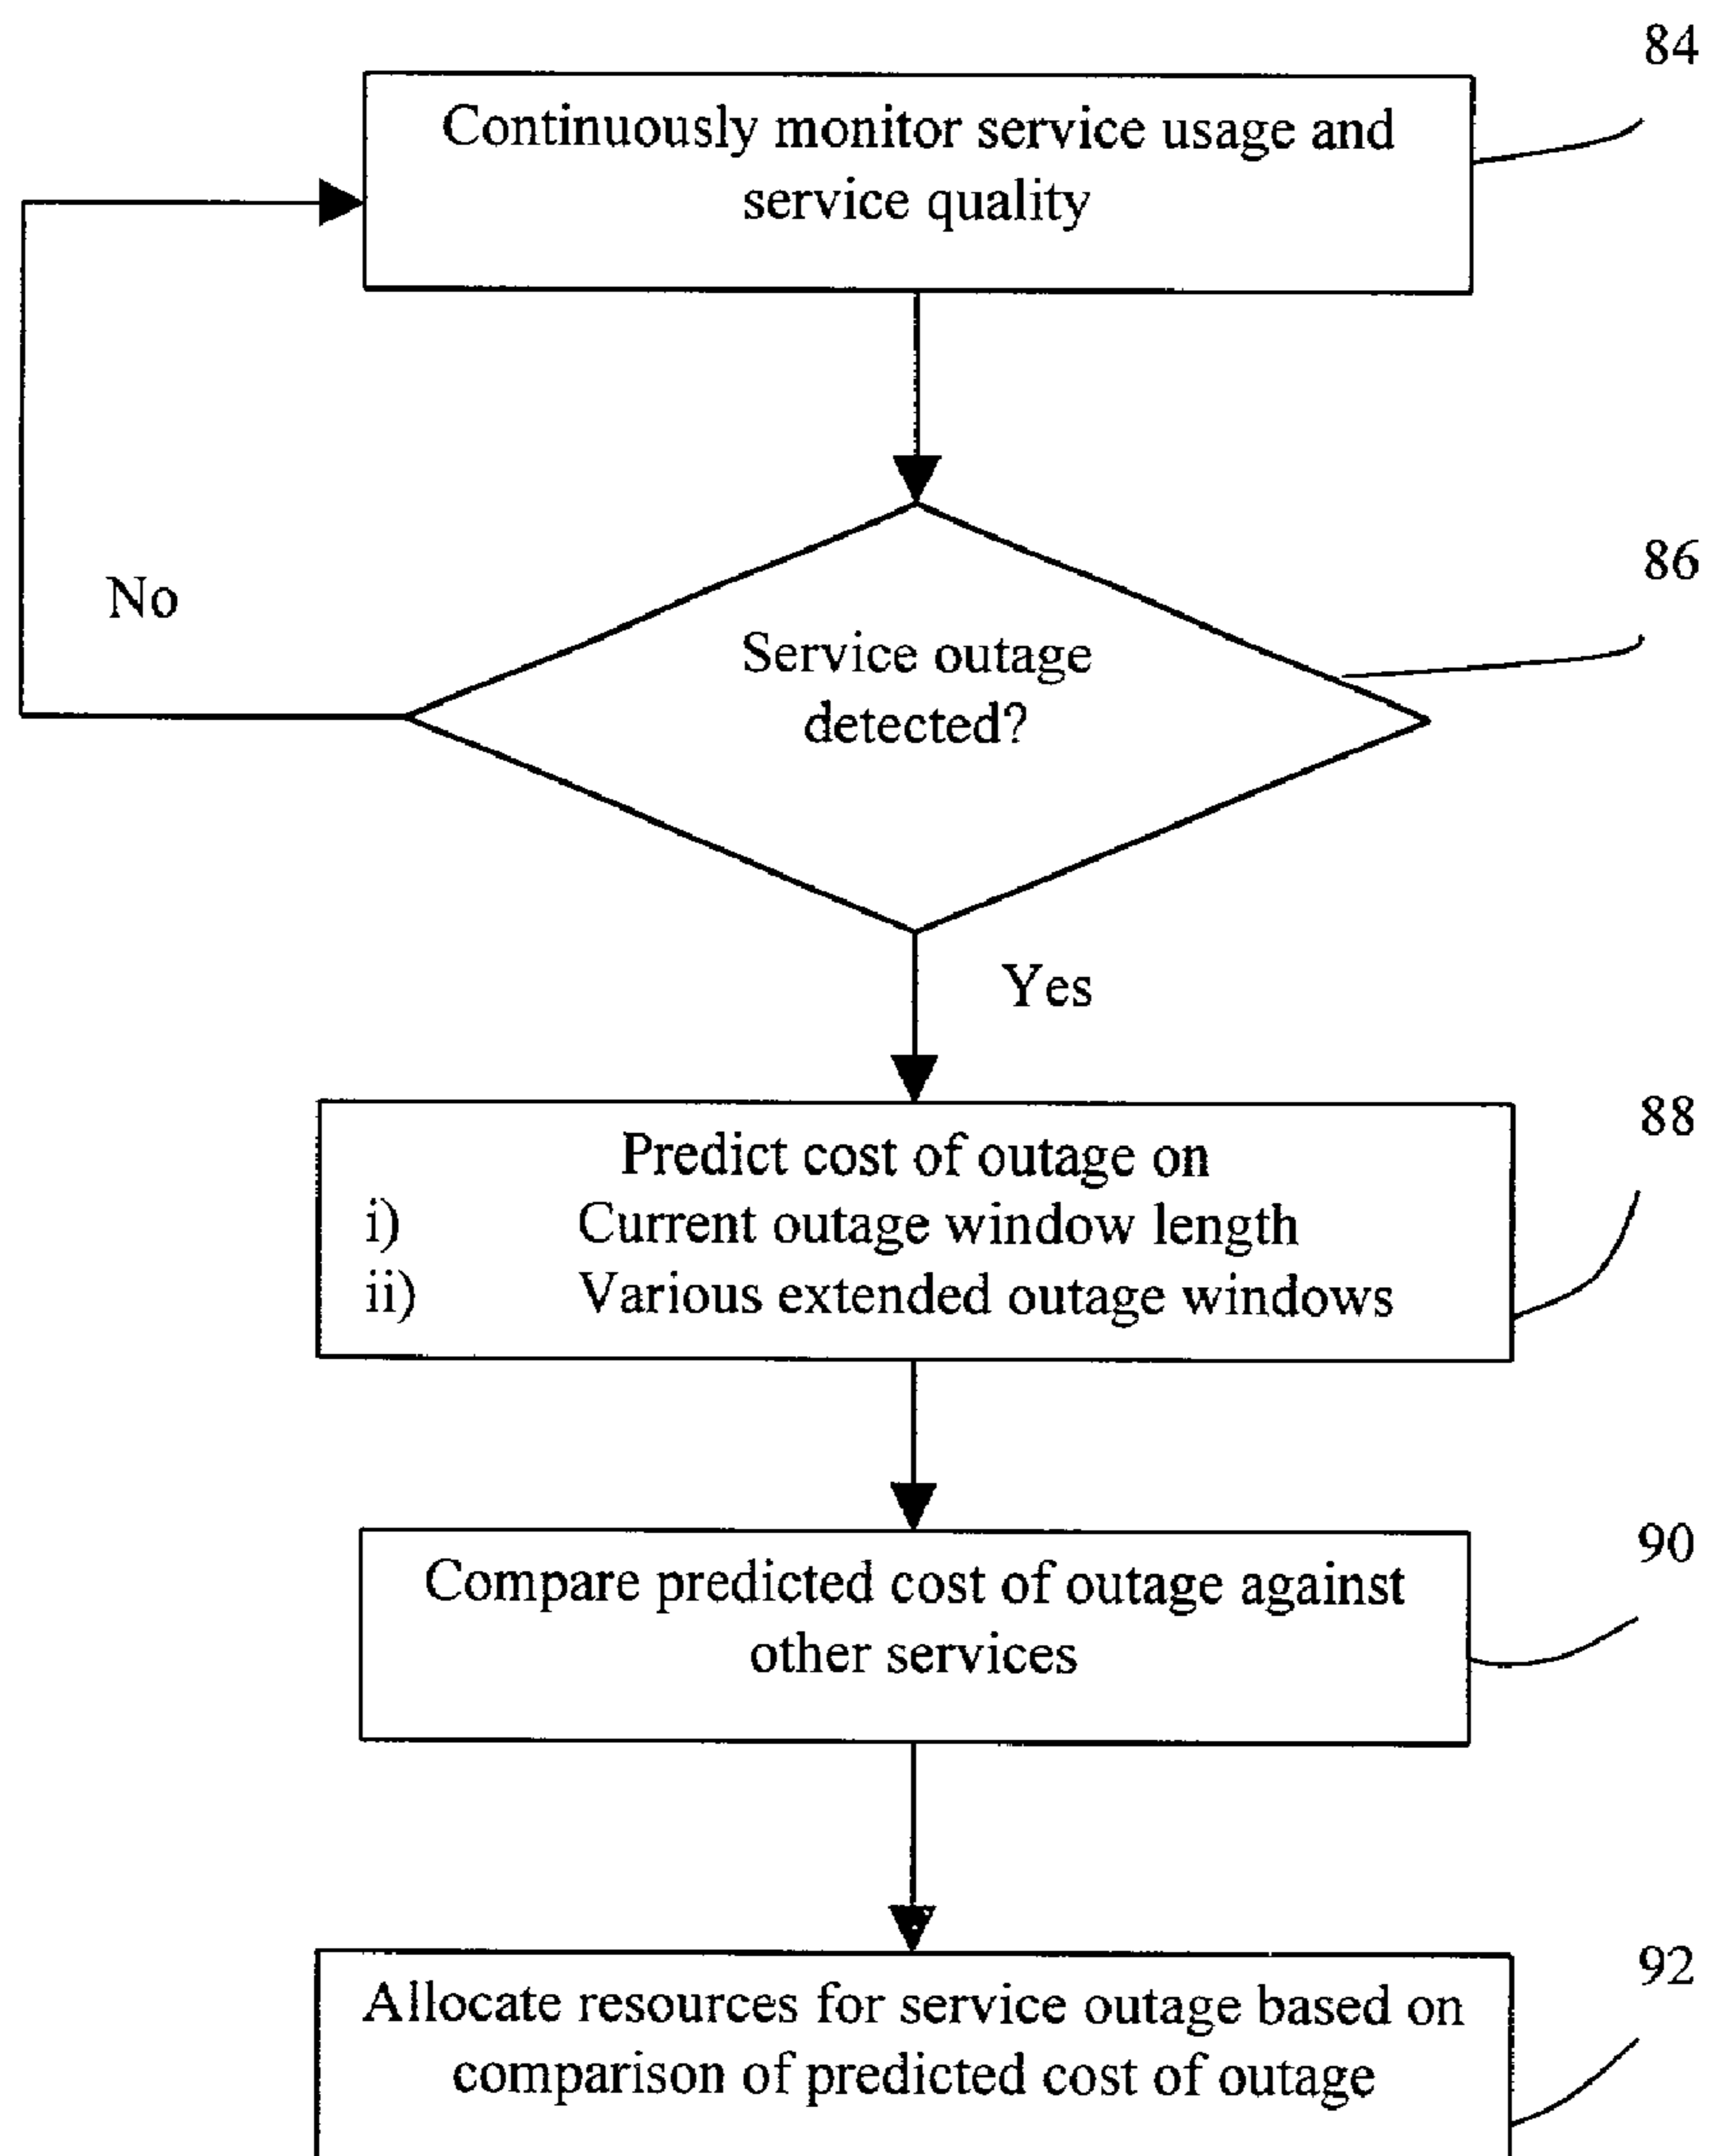 84
Continuously monitor service usage and
service quality
86
No
Service outage
detected?
Yes
88
Predict cost of outage on
i) Current outage window length
ii) Various extended outage windows
90
Compare predicted cost of outage against
other services
92
Allocate resources for service outage based on
comparison of predicted cost of outage